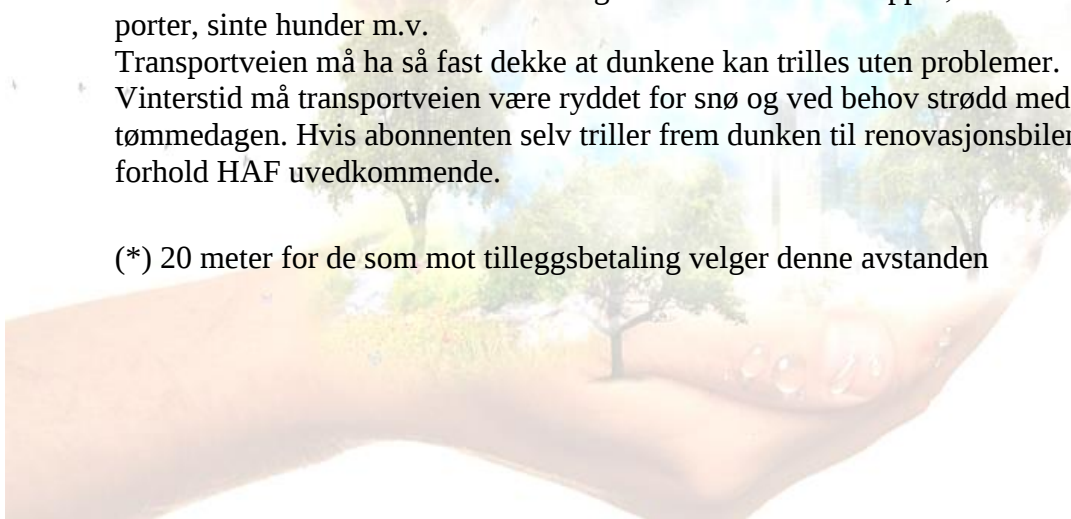 porter, sinte hunder m.v.
Transportveien må ha så fast dekke at dunkene kan trilles uten problemer.
Vinterstid må transportveien være ryddet for snø og ved behov strødd med
tømmedagen. Hvis abonnenten selv triller frem dunken til renovasjonsbilen
forhold HAF uvedkommende.
(*) 20 meter for de som mot tilleggsbetaling velger denne avstanden